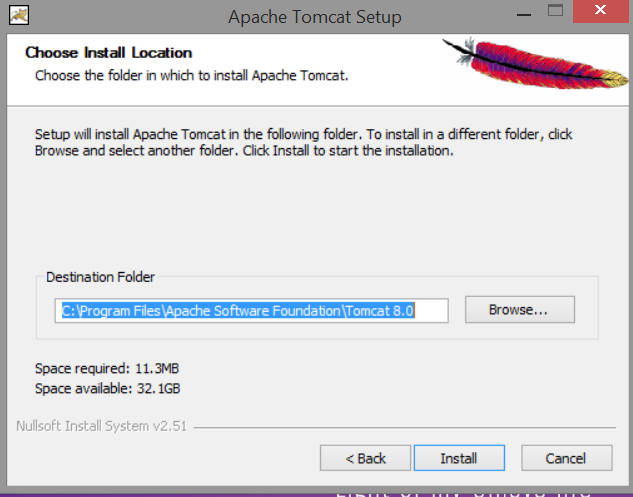 Apache Tomcat Setup
Choose Install Location
Choose the folder in which to install Apache Tomcat.
Setup will install Apache Tomcat in the following folder. To install in a different folder, click
Browse and select another folder. Click Install to start the installation.
Destination Folder
C:\Program Files\Apache Software Foundation\Tomcat 8.0
Browse...
Space required: 11.3MB
Space available: 32.1GB
Nullsoft Install System v2.51
< Back
Install
Cancel